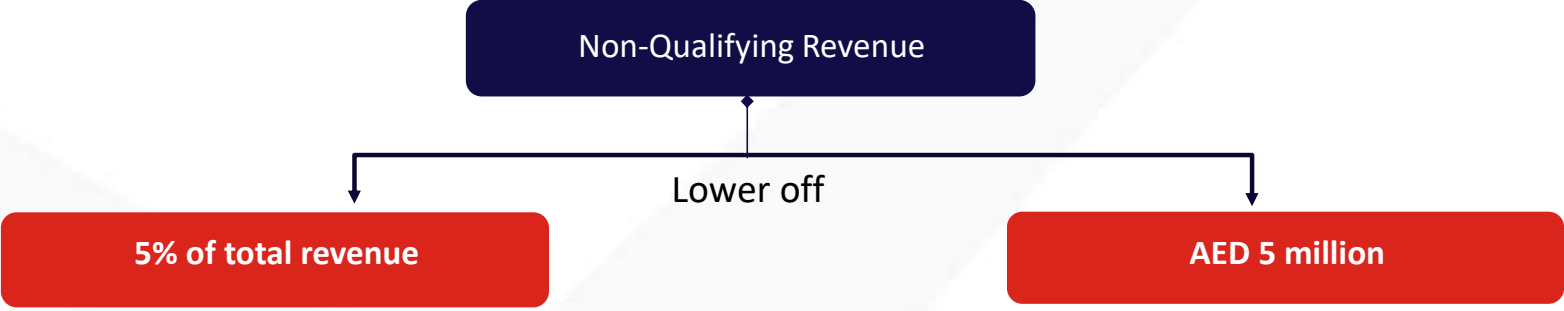 Non-Qualifying Revenue
Lower off
5% of total revenue
AED 5 million